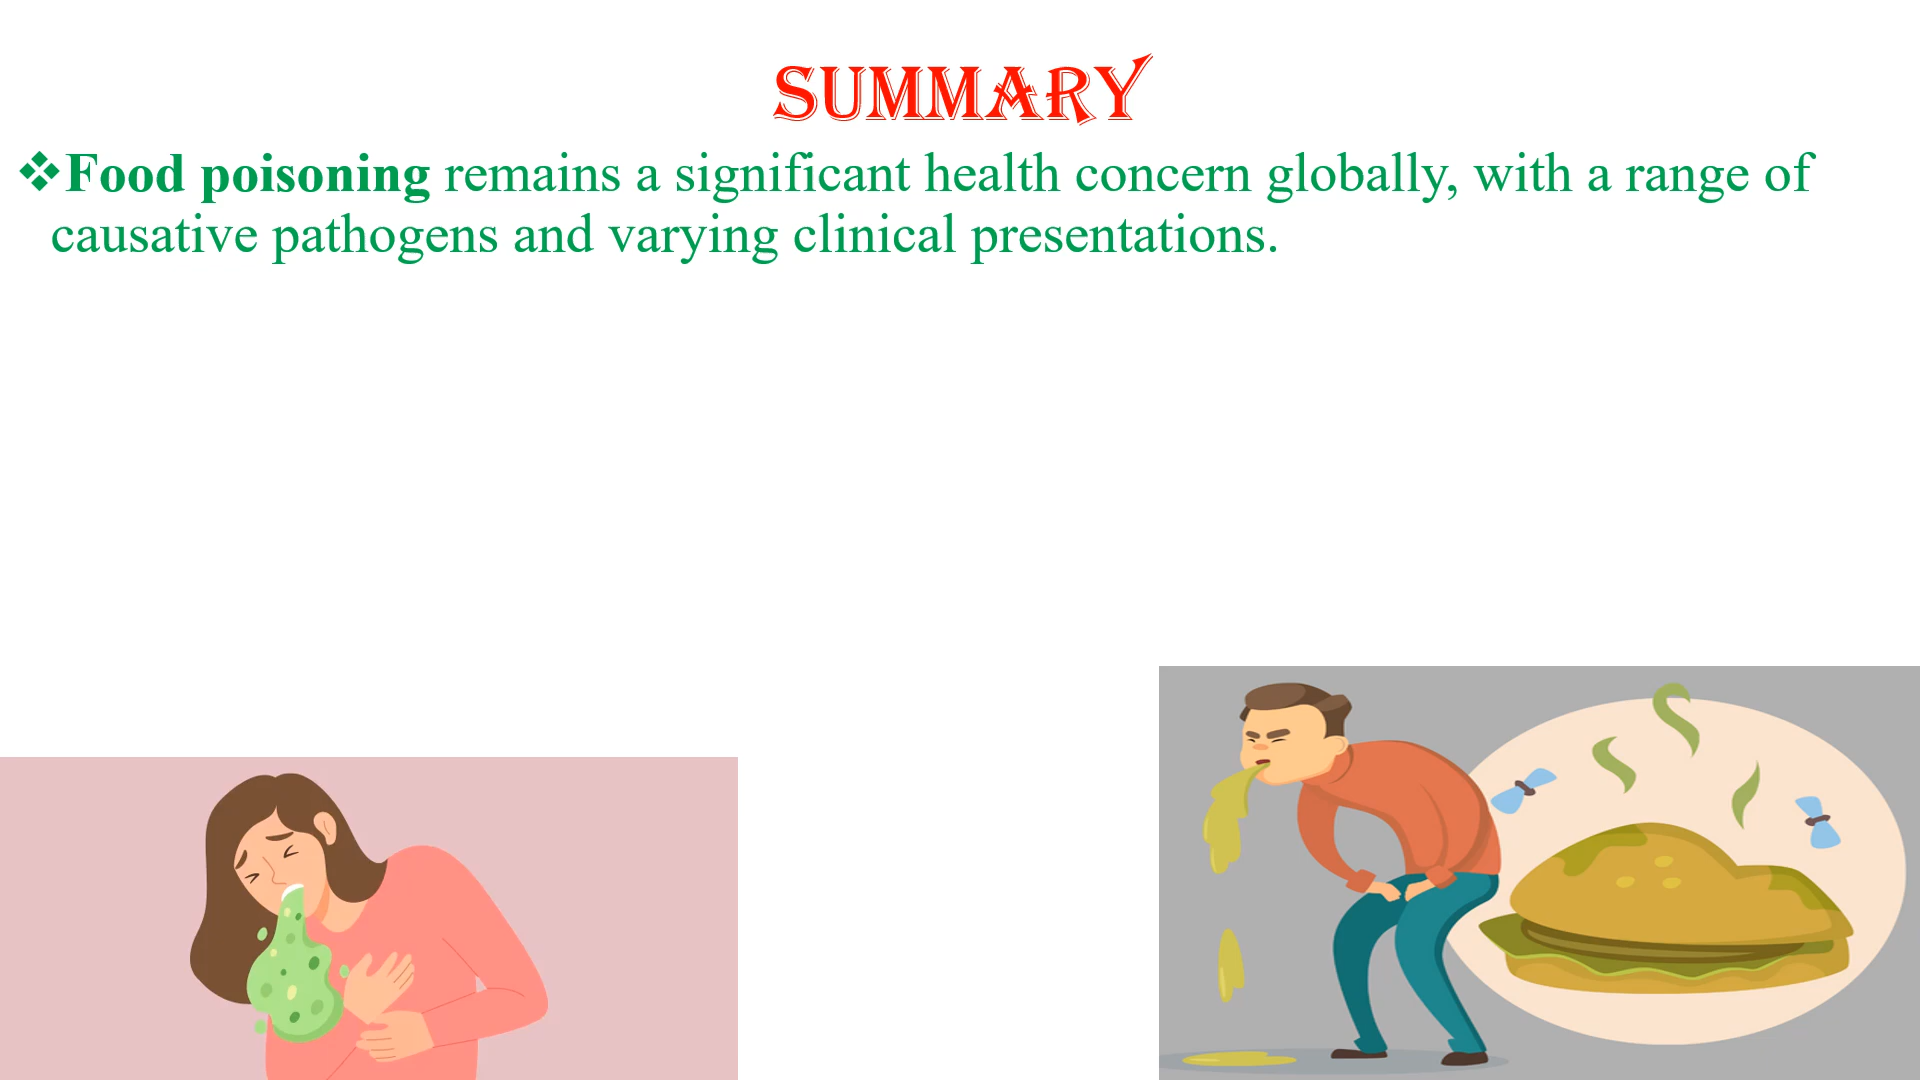 SUMMARY
❖Food poisoning remains a significant health concern globally, with a range of
causative pathogens and varying clinical presentations.